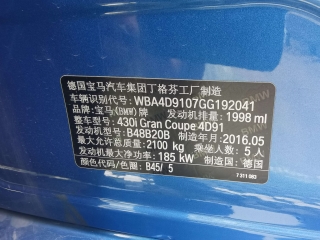 德国宝马汽车集团丁格芬工厂制造
车辆识别代号: WBA4D9107GG192041
品牌: 宝马(BMW)牌 发动机排量: 1998 ml
整车型号: 430i Gran Coupe 4D91
发动机型号: B48B20B 制造年月: 2016.05
最大允许总质量: 2100 kg 乘坐人数: 5 人
发动机最大净功率: 185 kW 制造国: 德国
颜色代码/色圈: B45/ 5
7 311 083